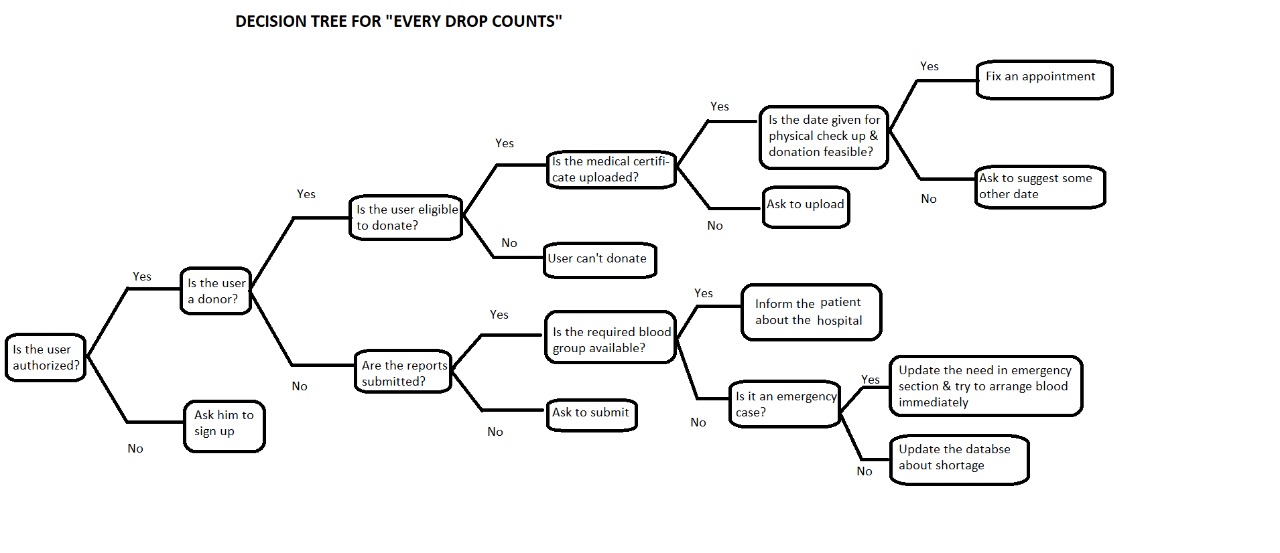 DECISION TREE FOR "EVERY DROP COUNTS"
Yes
Fix an appointment
Yes
Is the date given for
physical check up &
donation feasible?
Yes
Is the medical certifi-
cate uploaded?
No
Ask to suggest some
other date
Yes
Is the user eligible
to donate?
No
Ask to upload
No
User can't donate
Yes
Is the user
a donor?
Yes
Inform the patient
about the hospital
Yes
Is the required blood
group available?
Is the user
authorized?
No
Are the reports
submitted?
Yes
Update the need in emergency
section & try to arrange blood
immediately
No
Is it an emergency
case?
No
Ask to submit
No
Ask him to
sign up
No
Update the databse
about shortage